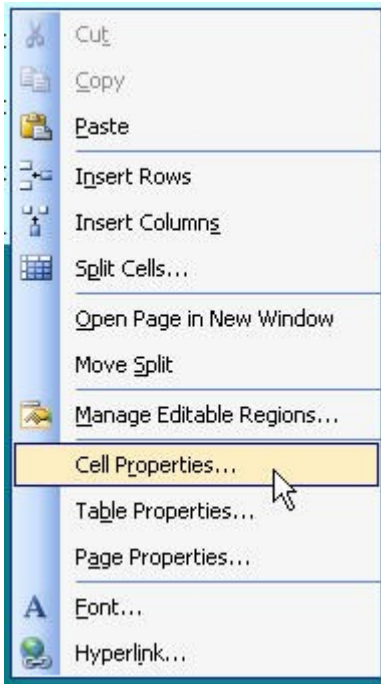 Cut
Copy
Paste
Insert Rows
Insert Columns
Split Cells...
Open Page in New Window
Move Split
Manage Editable Regions...
Cell Properties...
Table Properties...
Page Properties...
Font...
Hyperlink...